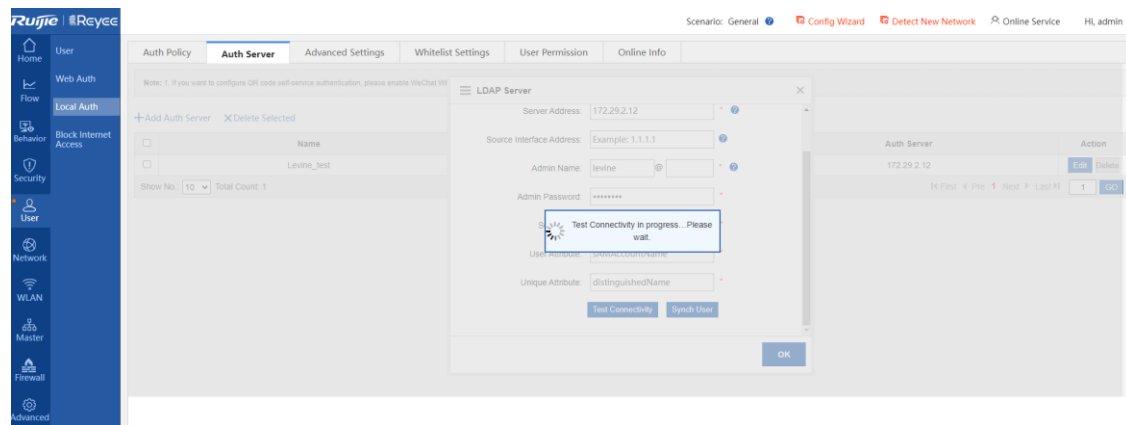 Ruijie Reyee
Scenario: General
Config Wizard
Detect New Network
Online Service
Hi, admin
Home
Flow
Behavior
Security
User
Network
WLAN
Master
Firewall
Advanced
User
Web Auth
Local Auth
Block Internet
Access
Auth Policy
Auth Server
Advanced Settings
Whitelist Settings
User Permission
Online Info
Note: 1. If you want to configure QR code self-service authentication, please enable WeChat
+Add Auth Server
XDelete Selected
Name
Auth Server
Action
Levine_test
172.29.2.12
Edit Delete
Show No.: 10 Total Count: 1
First Pre 1 Next Last 1 GO
LDAP Server
Server Address: 172.29.2.12 *
Source Interface Address: Example: 1.1.1.1
Admin Name: levine @ *
Admin Password: •••••••• *
Test Connectivity in progress...Please
wait.
User Attribute: sAMAccountName *
Unique Attribute: distinguishedName *
Test Connectivity Synch User
OK